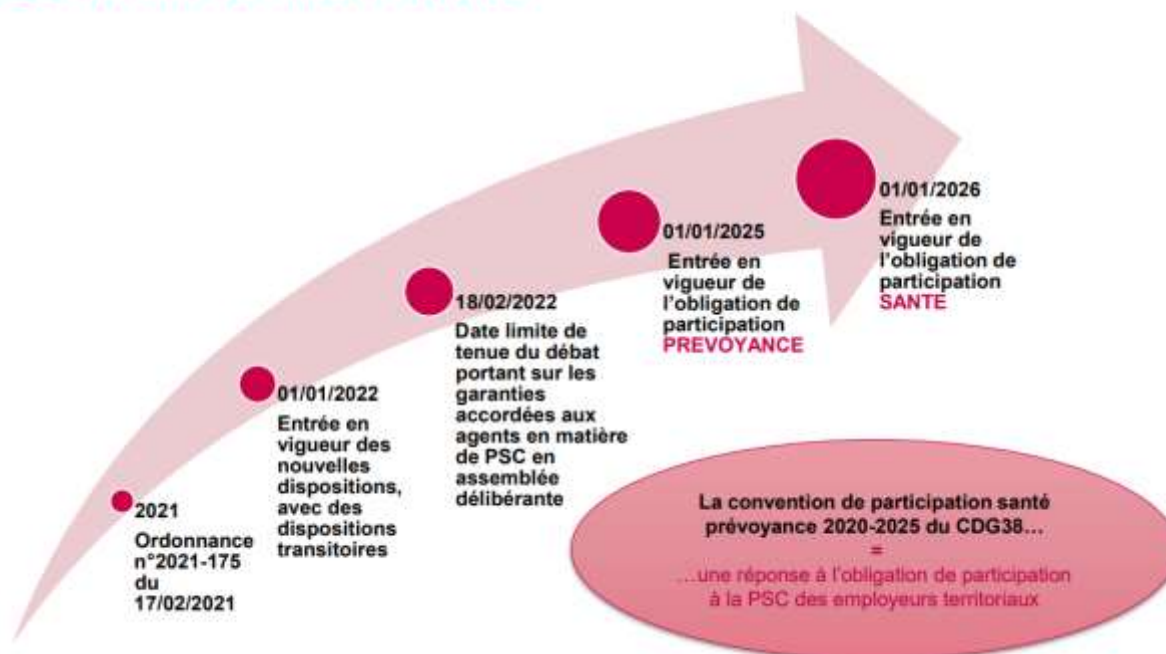 2021
Ordonnance
n°2021-175
du
17/02/2021
01/01/2022
Entrée en
vigueur des
nouvelles
dispositions,
avec des
dispositions
transitoires
18/02/2022
Date limite de
tenue du débat
portant sur les
garanties
accordées aux
agents en matière
de PSC en
assemblée
délibérante
01/01/2025
Entrée en
vigueur de
l'obligation de
participation
PREVOYANCE
01/01/2026
Entrée en
vigueur de
l'obligation de
participation
SANTE
La convention de participation santé
prévoyance 2020-2025 du CDG38…
=
…une réponse à l'obligation de participation
à la PSC des employeurs territoriaux